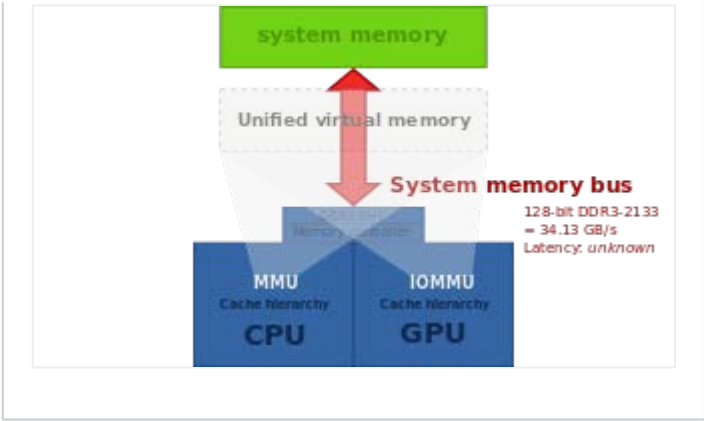 system memory
Unified virtual memory
System memory bus
128-bit DDR3-2133
= 34.13 GB/s
Latency: unknown
Memory
MMU
IOMMU
Cache hierarchy
Cache hierarchy
CPU
GPU